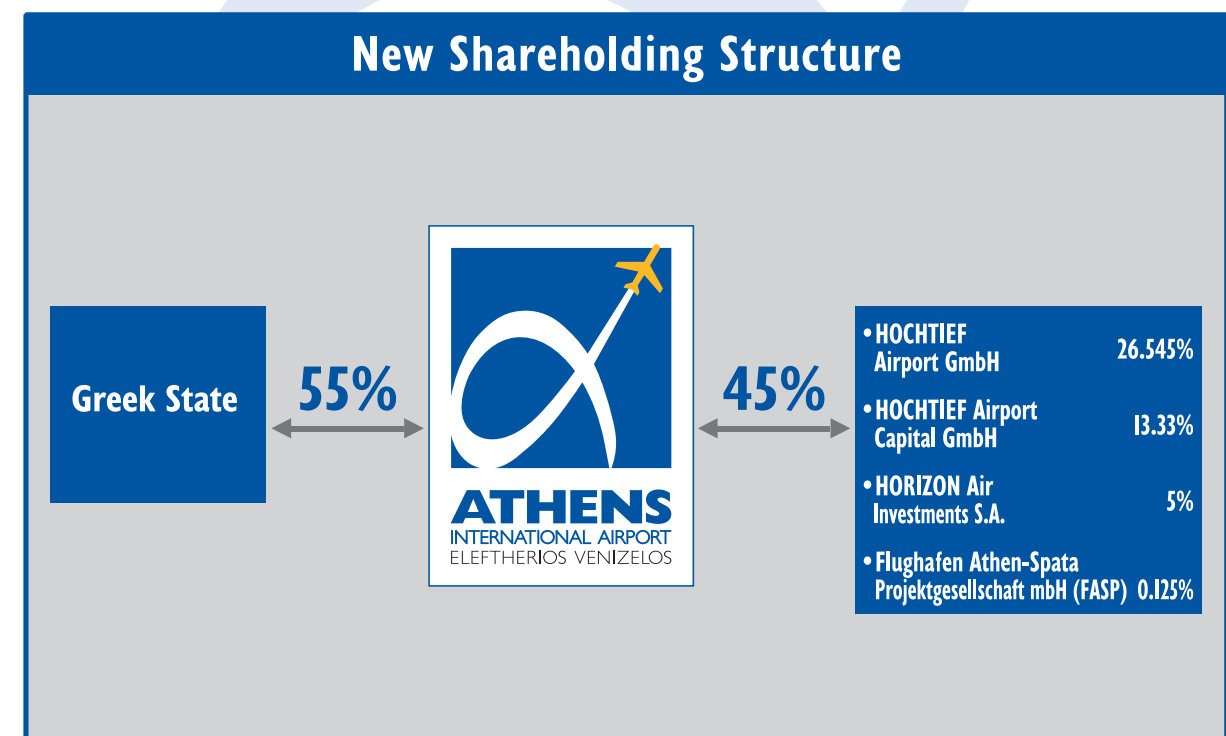 New Shareholding Structure
Greek State
55%
ATHENS
INTERNATIONAL AIRPORT
ELEFTHERIOS VENIZELOS
45%
•HOCHTIEF
Airport GmbH 26.545%
•HOCHTIEF Airport
Capital GmbH 13.33%
•HORIZON Air
Investments S.A. 5%
•Flughafen Athen-Spata
Projektgesellschaft mbH (FASP) 0.125%